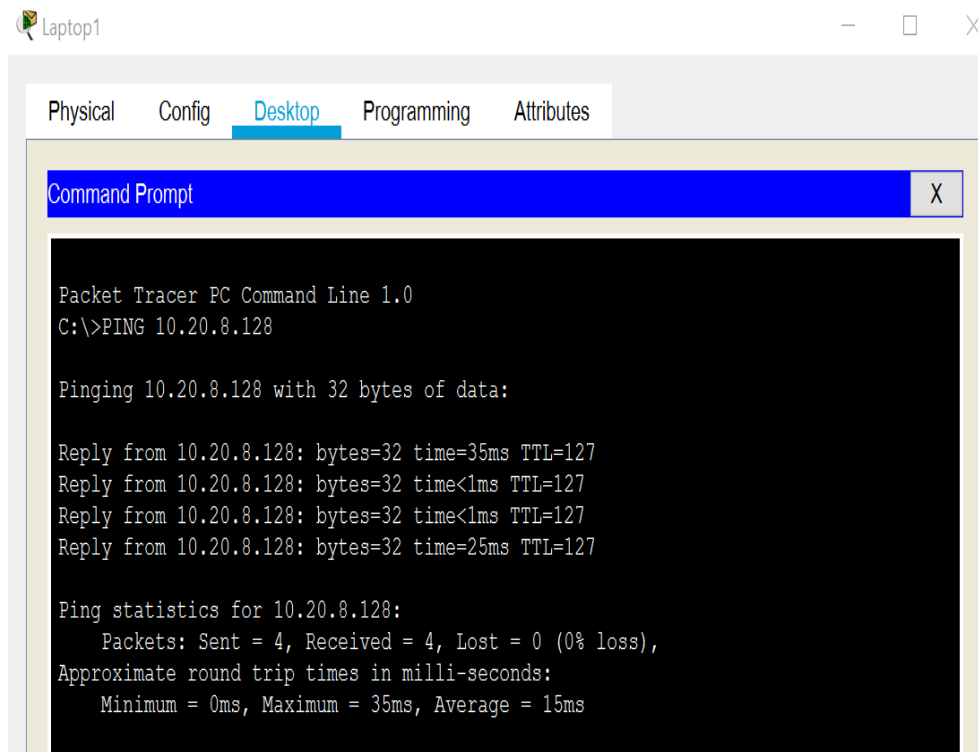 Laptop1
Physical Config Desktop Programming Attributes
Command Prompt X
Packet Tracer PC Command Line 1.0
C:\>PING 10.20.8.128
Pinging 10.20.8.128 with 32 bytes of data:
Reply from 10.20.8.128: bytes=32 time=35ms TTL=127
Reply from 10.20.8.128: bytes=32 time<1ms TTL=127
Reply from 10.20.8.128: bytes=32 time<1ms TTL=127
Reply from 10.20.8.128: bytes=32 time=25ms TTL=127
Ping statistics for 10.20.8.128:
Packets: Sent = 4, Received = 4, Lost = 0 (0% loss),
Approximate round trip times in milli-seconds:
Minimum = 0ms, Maximum = 35ms, Average = 15ms